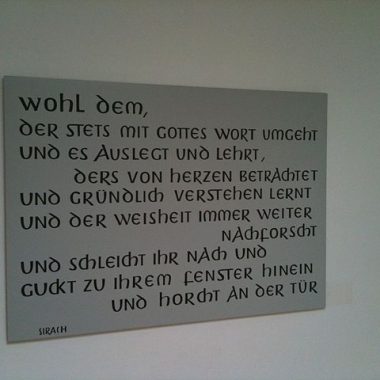 wohl dem,
der stets mit gottes wort umgeht
und es auslegt und lehrt,
ders von herzen betrachtet
und gründlich verstehen lernt
und der weisheit immer weiter
nachforscht
und schleicht ihr nach und
guckt zu ihrem fenster hinein
und horcht an der tür
SIRACH